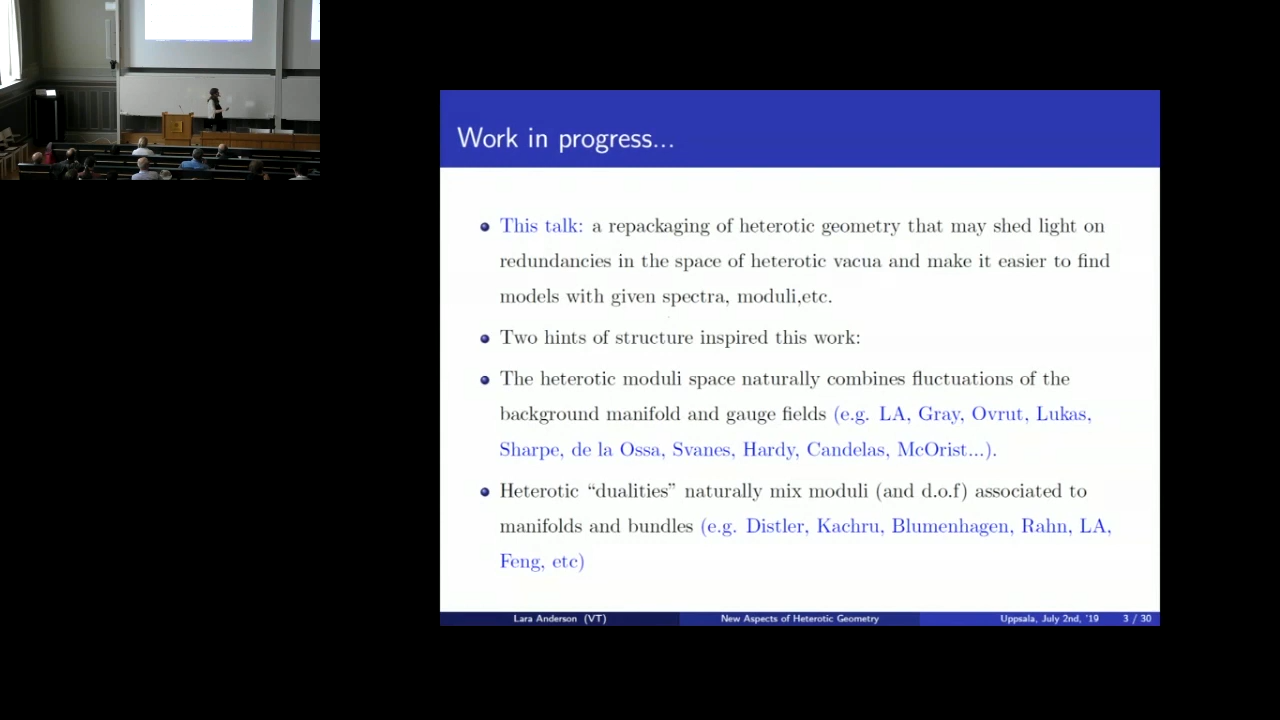 Work in progress...
This talk: a repackaging of heterotic geometry that may shed light on
redundancies in the space of heterotic vacua and make it easier to find
models with given spectra, moduli,etc.
Two hints of structure inspired this work:
The heterotic moduli space naturally combines fluctuations of the
background manifold and gauge fields (e.g. LA, Gray, Ovrut, Lukas,
Sharpe, de la Ossa, Svanes, Hardy, Candelas, McOrist...).
Heterotic “dualities” naturally mix moduli (and d.o.f) associated to
manifolds and bundles (e.g. Distler, Kachru, Blumenhagen, Rahn, LA,
Feng, etc)
Lara Anderson (VT) New Aspects of Heterotic Geometry Uppsala, July 2nd, '19 3 / 30